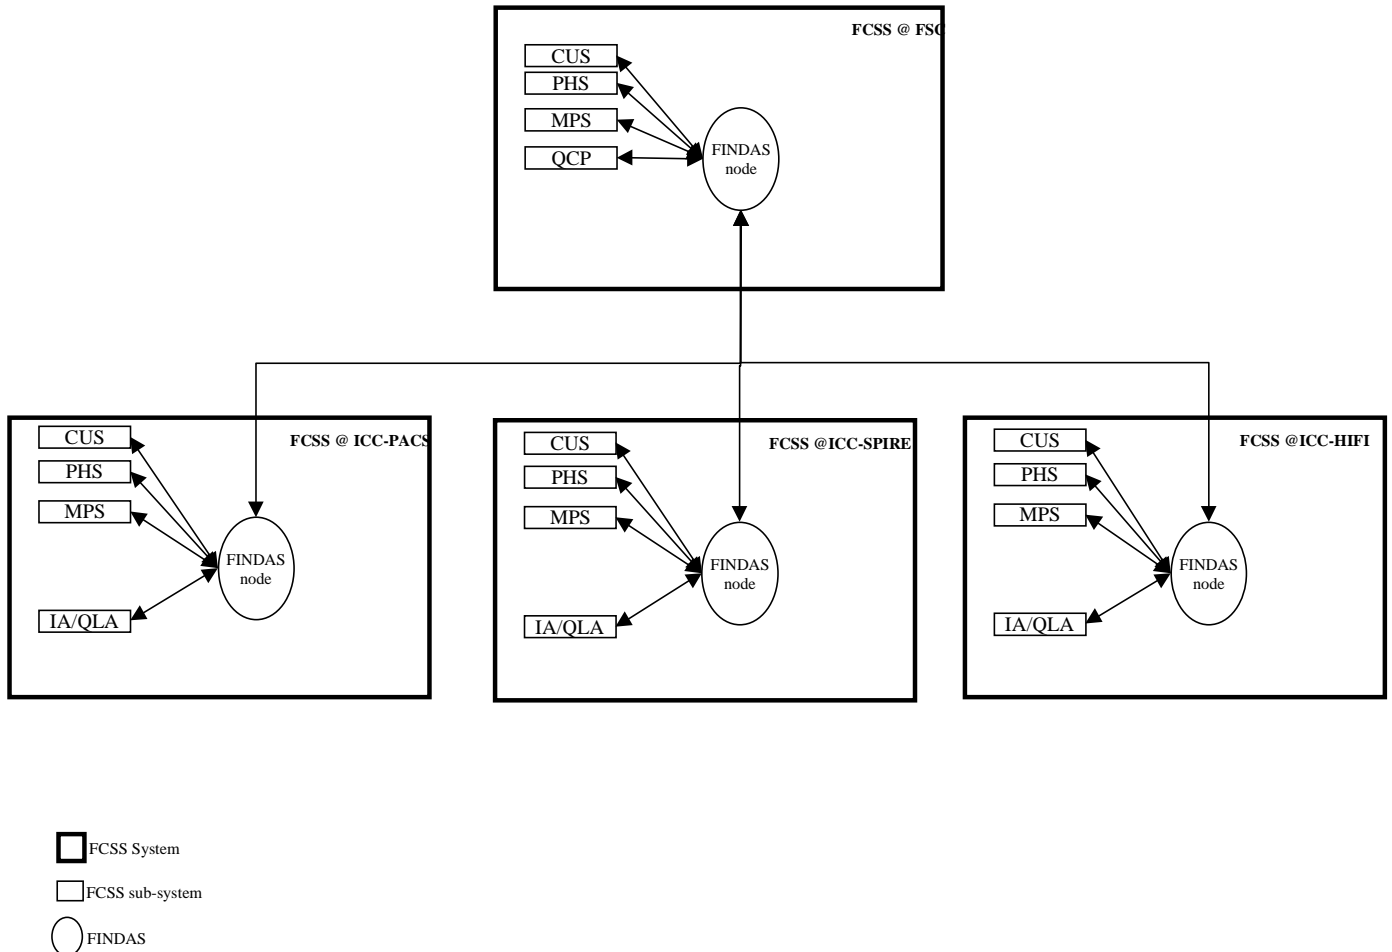 FCSS @ FSC
CUS
PHS
MPS
QCP
FINDAS
node
FCSS @ ICC-PACS
CUS
PHS
MPS
IA/QLA
FINDAS
node
FCSS @ICC-SPIRE
CUS
PHS
MPS
IA/QLA
FINDAS
node
FCSS @ICC-HIFI
CUS
PHS
MPS
IA/QLA
FINDAS
node
FCSS System
FCSS sub-system
FINDAS